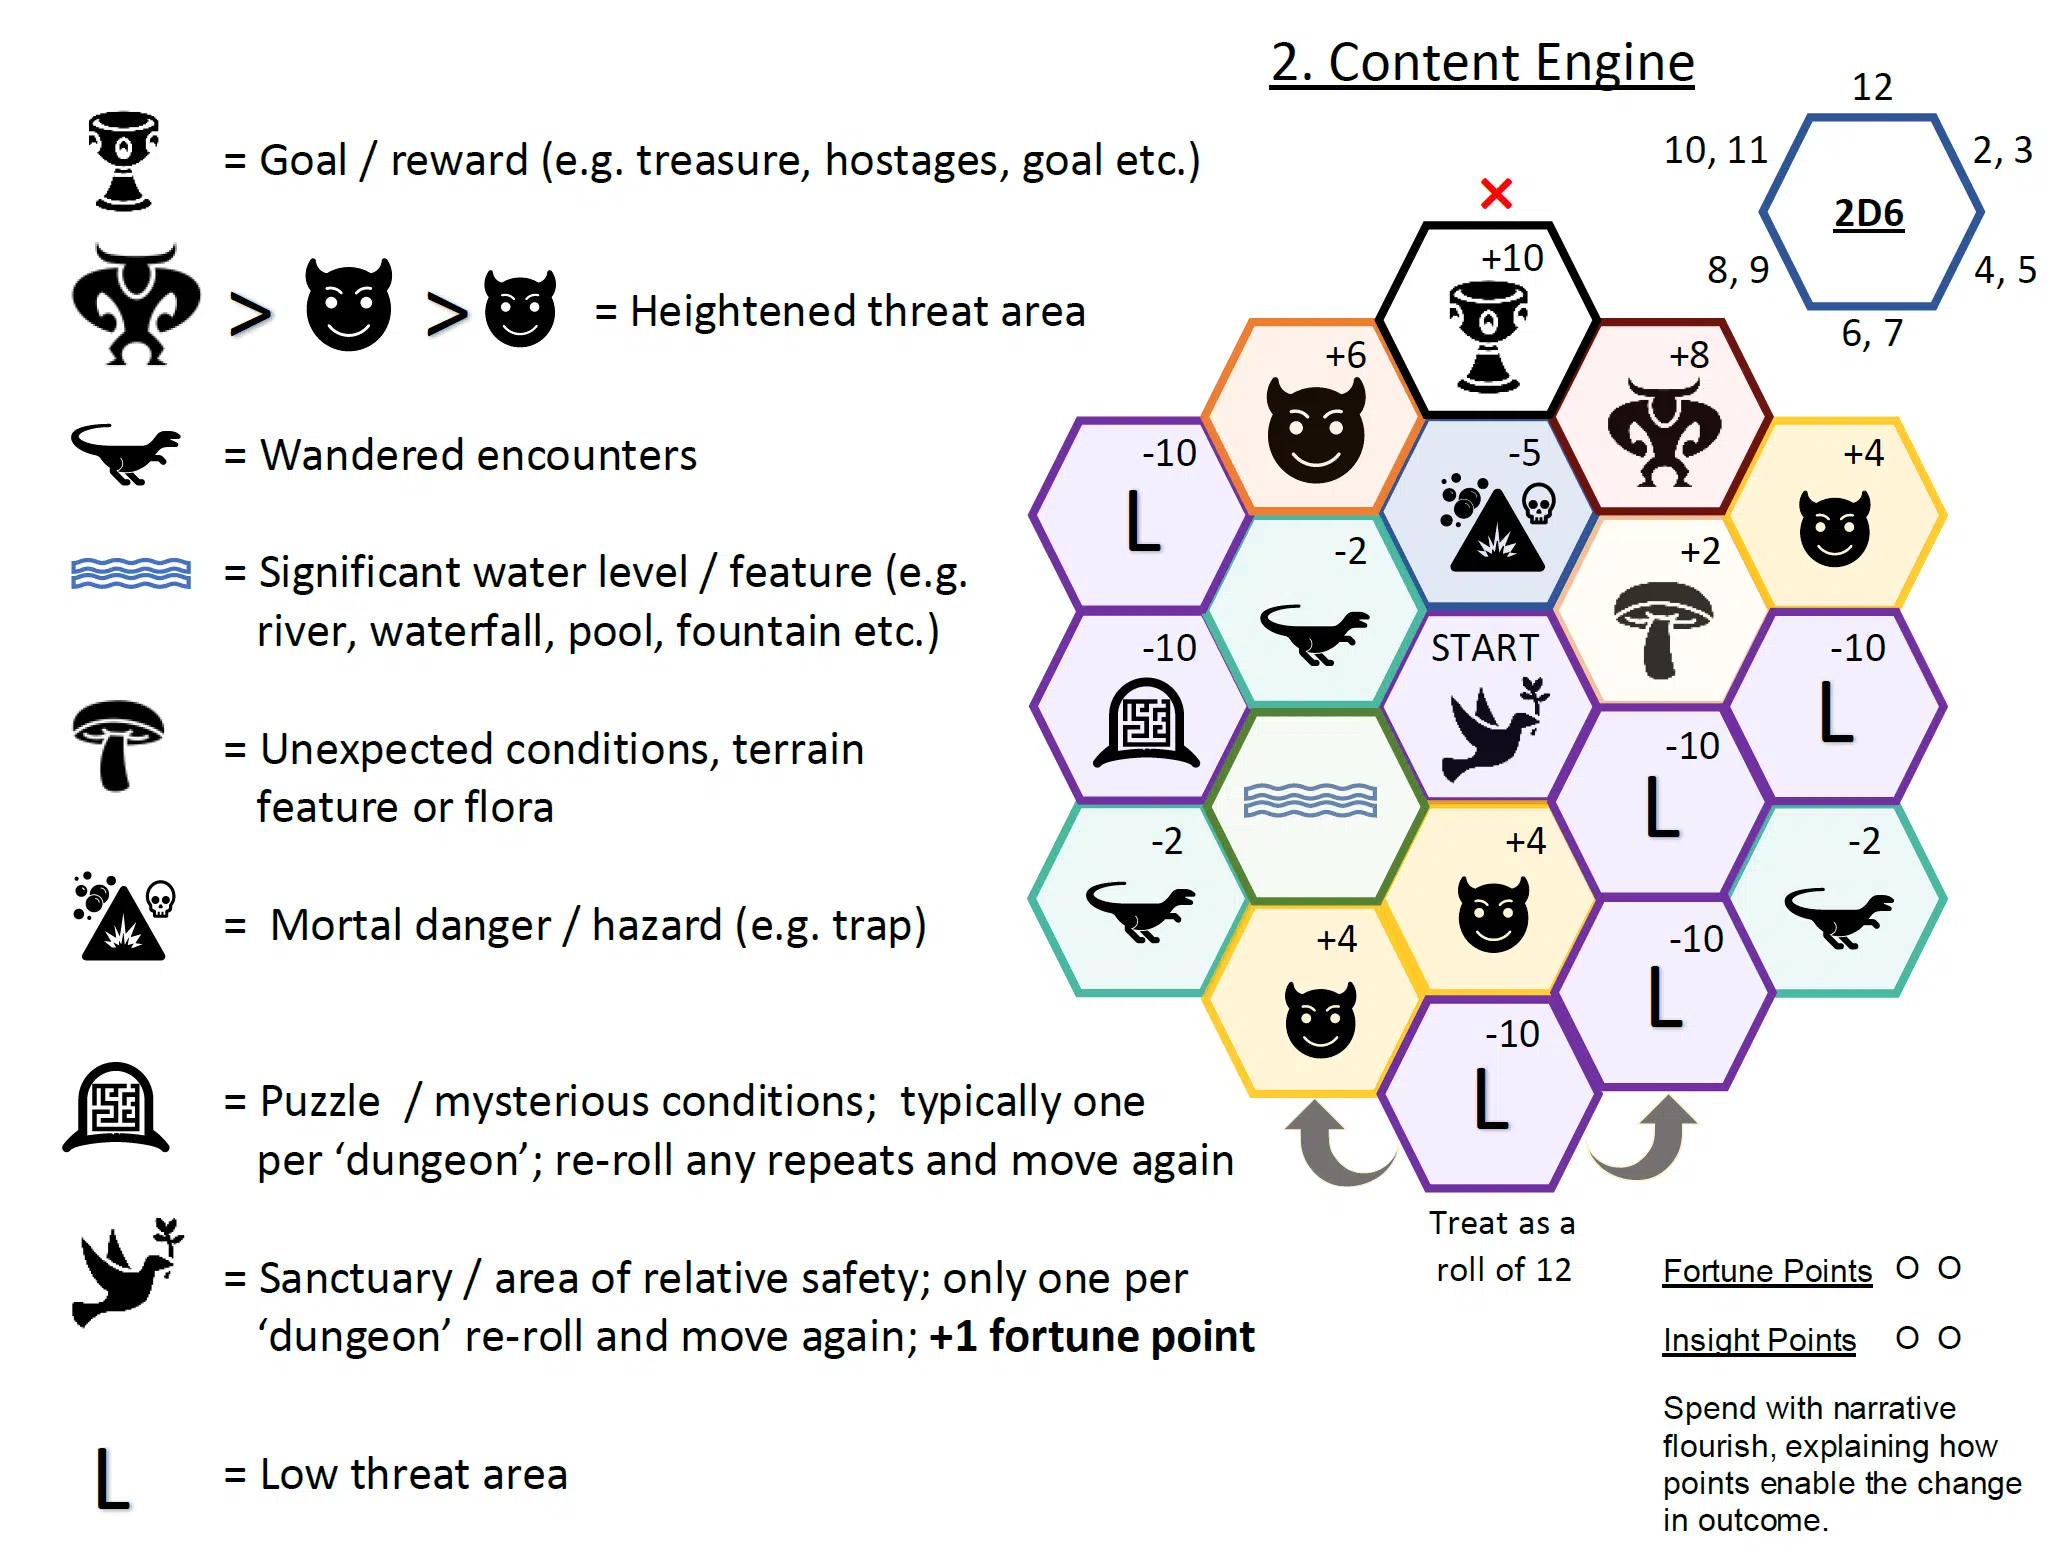 2. Content Engine
= Goal / reward (e.g. treasure, hostages, goal etc.)
> > = Heightened threat area
= Wandered encounters
= Significant water level / feature (e.g.
river, waterfall, pool, fountain etc.)
= Unexpected conditions, terrain
feature or flora
= Mortal danger / hazard (e.g. trap)
= Puzzle / mysterious conditions; typically one
per ‘dungeon’; re-roll any repeats and move again
= Sanctuary / area of relative safety; only one per
‘dungeon’ re-roll and move again; +1 fortune point
L = Low threat area
12
10, 11
2, 3
2D6
8, 9
4, 5
6, 7
+10
+6
+8
-10
L
-5
+4
-2
+2
-10
START
-10
L
-10
L
-2
+4
-2
+4
-10
L
-10
L
Treat as a
roll of 12
Fortune Points O O
Insight Points O O
Spend with narrative
flourish, explaining how
points enable the change
in outcome.